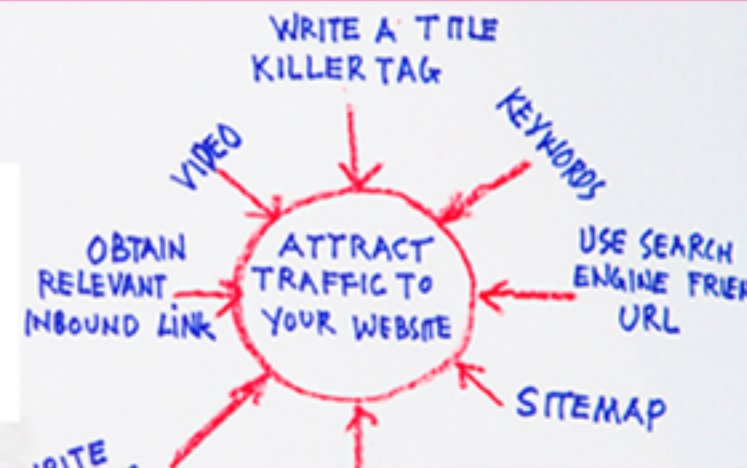 WRITE A TITLE
KILLER TAG
KEYWORDS
VIDEO
OBTAIN
RELEVANT
INBOUND LINK
ATTRACT
TRAFFIC TO
YOUR WEBSITE
USE SEARCH
ENGINE
URL
SITEMAP